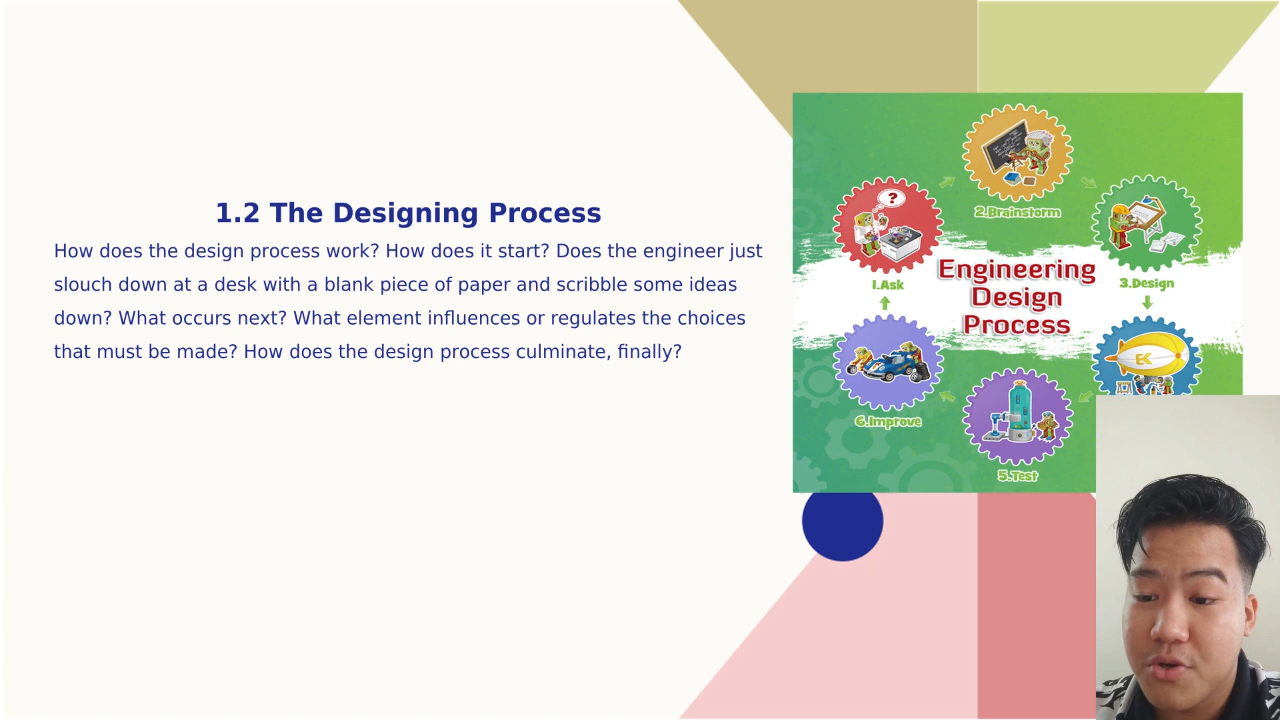 1.2 The Designing Process
How does the design process work? How does it start? Does the engineer just
slouch down at a desk with a blank piece of paper and scribble some ideas
down? What occurs next? What element influences or regulates the choices
that must be made? How does the design process culminate, finally?
2.Brainstorm
?
1.Ask
Engineering
Design
Process
3.Design
EK
6.Improve
5.Test